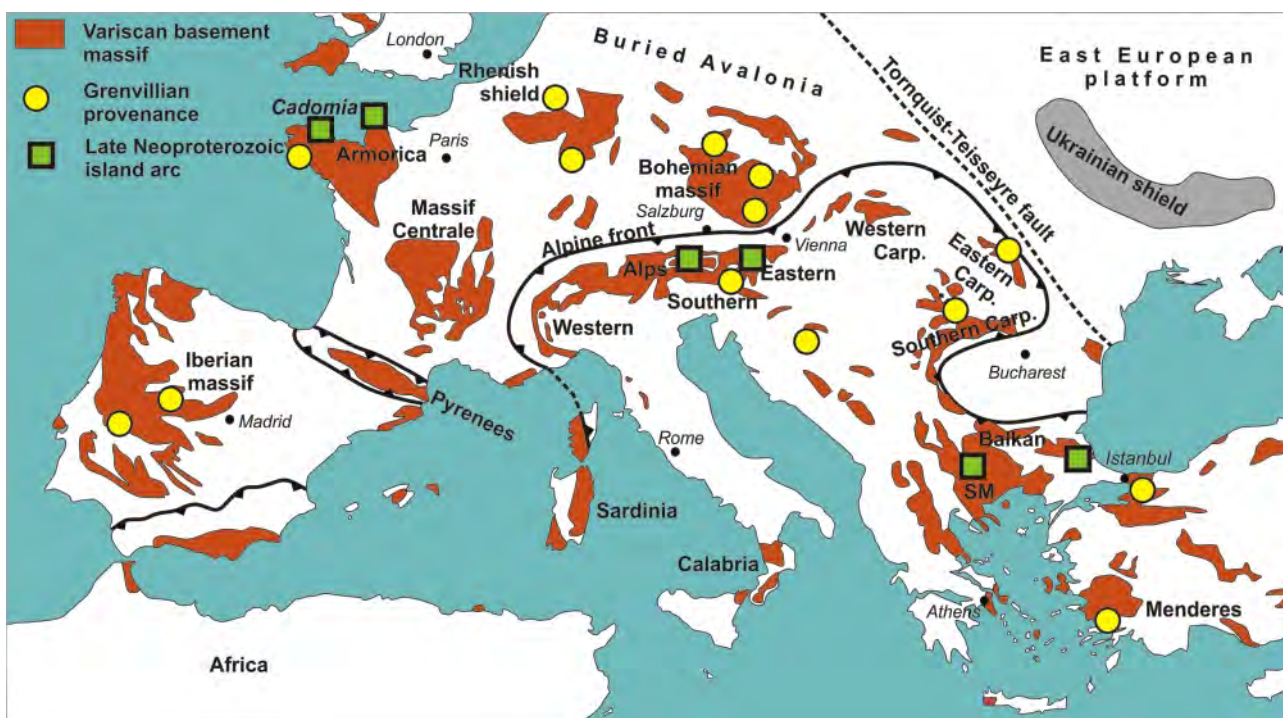 Variscan basement
massif
Grenvillian
provenance
Late Neoproterozoic
island arc
London
Buried Avalonia
Tornquist-Teisseyre fault
East European
platform
Ukrainian shield
Rhenish
shield
Cadomia
Armorica
Paris
Bohemian
massif
Massif
Centrale
Salzburg
Vienna
Alpine front
Western
Carp.
Eastern
Carp.
Alps
Eastern
Southern
Western
Southern Carp.
Bucharest
Iberian
massif
Madrid
Pyrenees
Rome
Balkan
Istanbul
SM
Sardinia
Calabria
Athens
Menderes
Africa